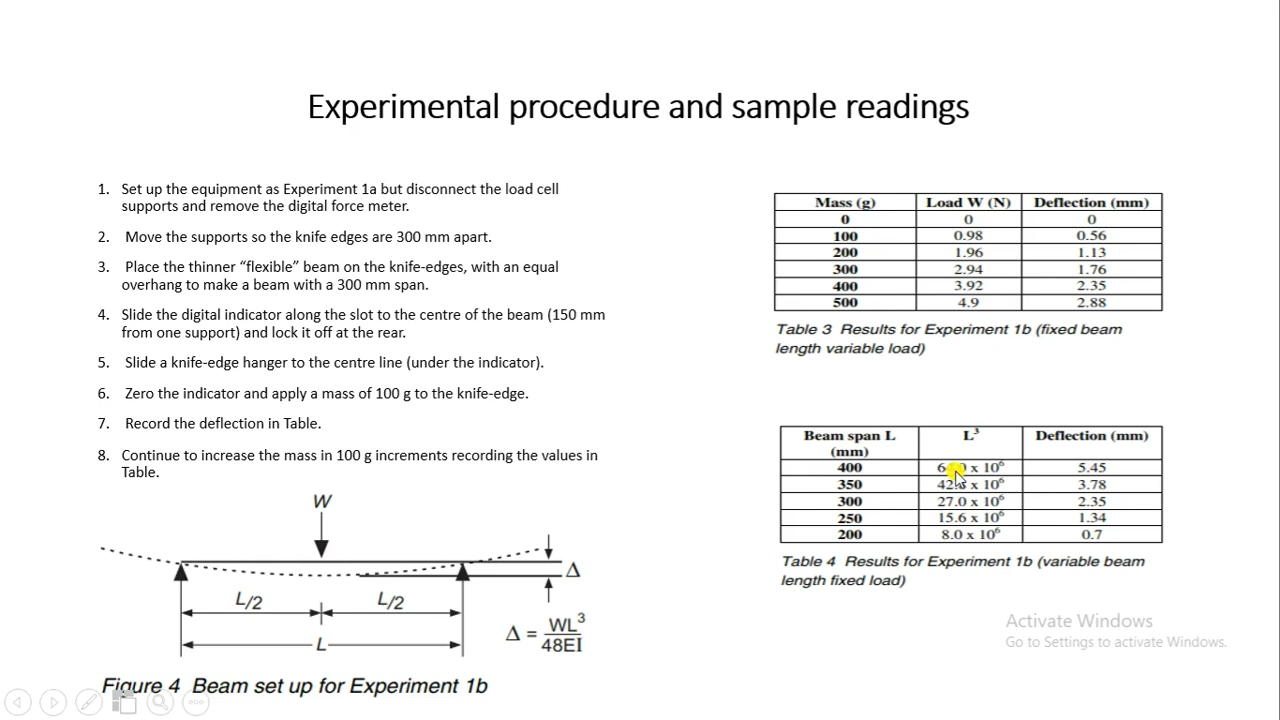 Experimental procedure and sample readings
1. Set up the equipment as Experiment 1a but disconnect the load cell
supports and remove the digital force meter.
2. Move the supports so the knife edges are 300 mm apart.
3. Place the thinner “flexible” beam on the knife-edges, with an equal
overhang to make a beam with a 300 mm span.
4. Slide the digital indicator along the slot to the centre of the beam (150 mm
from one support) and lock it off at the rear.
5. Slide a knife-edge hanger to the centre line (under the indicator).
6. Zero the indicator and apply a mass of 100 g to the knife-edge.
7. Record the deflection in Table.
8. Continue to increase the mass in 100 g increments recording the values in
Table.
W
Δ
L/2 L/2
L
Δ = WL³
48EI
Figure 4 Beam set up for Experiment 1b
Mass (g) Load W (N) Deflection (mm)
0 0 0
100 0.98 0.56
200 1.96 1.13
300 2.94 1.76
400 3.92 2.35
500 4.9 2.88
Table 3 Results for Experiment 1b (fixed beam
length variable load)
Beam span L L³ Deflection (mm)
(mm)
400 x 10⁶ 5.45
350 x 10⁶ 3.78
300 27.0 x 10⁶ 2.35
250 15.6 x 10⁶ 1.34
200 8.0 x 10⁶ 0.7
Table 4 Results for Experiment 1b (variable beam
length fixed load)
Activate Windows
Go to Settings to activate Windows.